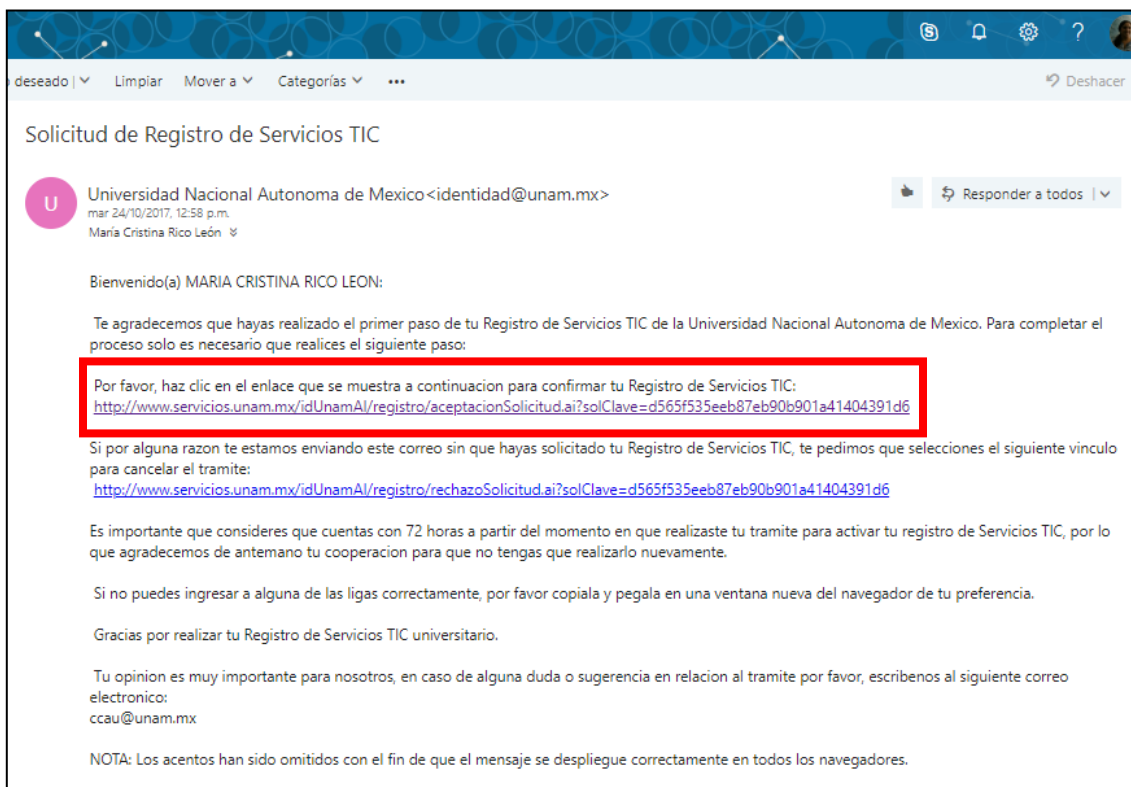 deseado | Limpiar Mover a Categorías ••• Deshacer
Solicitud de Registro de Servicios TIC
U
Universidad Nacional Autonoma de Mexico<identidad@unam.mx>
Responder a todos |
mar 24/10/2017, 12:58 p.m.
María Cristina Rico León
Bienvenido(a) MARIA CRISTINA RICO LEON:
Te agradecemos que hayas realizado el primer paso de tu Registro de Servicios TIC de la Universidad Nacional Autonoma de Mexico. Para completar el
proceso solo es necesario que realices el siguiente paso:
Por favor, haz clic en el enlace que se muestra a continuacion para confirmar tu Registro de Servicios TIC:
http://www.servicios.unam.mx/idUnamAI/registro/aceptacionSolicitud.ai?solClave=d565f535eeb87eb90b901a41404391d6
Si por alguna razon te estamos enviando este correo sin que hayas solicitado tu Registro de Servicios TIC, te pedimos que selecciones el siguiente vinculo
para cancelar el tramite:
http://www.servicios.unam.mx/idUnamAI/registro/rechazoSolicitud.ai?solClave=d565f535eeb87eb90b901a41404391d6
Es importante que consideres que cuentas con 72 horas a partir del momento en que realizaste tu tramite para activar tu registro de Servicios TIC, por lo
que agradecemos de antemano tu cooperacion para que no tengas que realizarlo nuevamente.
Si no puedes ingresar a alguna de las ligas correctamente, por favor copiala y pegala en una ventana nueva del navegador de tu preferencia.
Gracias por realizar tu Registro de Servicios TIC universitario.
Tu opinion es muy importante para nosotros, en caso de alguna duda o sugerencia en relacion al tramite por favor, escribenos al siguiente correo
electronico:
ccau@unam.mx
NOTA: Los acentos han sido omitidos con el fin de que el mensaje se despliegue correctamente en todos los navegadores.